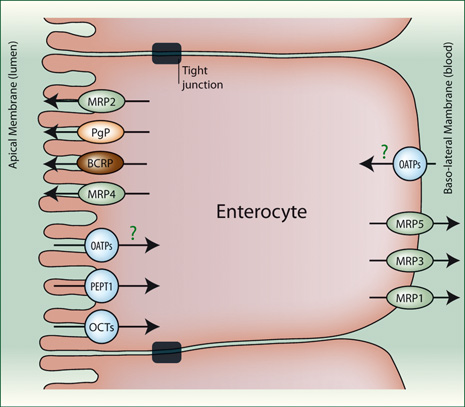 Apical Membrane (lumen)
Tight
junction
MRP2
PgP
BCRP
MRP4
OATPs
?
PEPT1
OCTs
Enterocyte
?
OATPs
MRP5
MRP3
MRP1
Baso-lateral Membrane (blood)